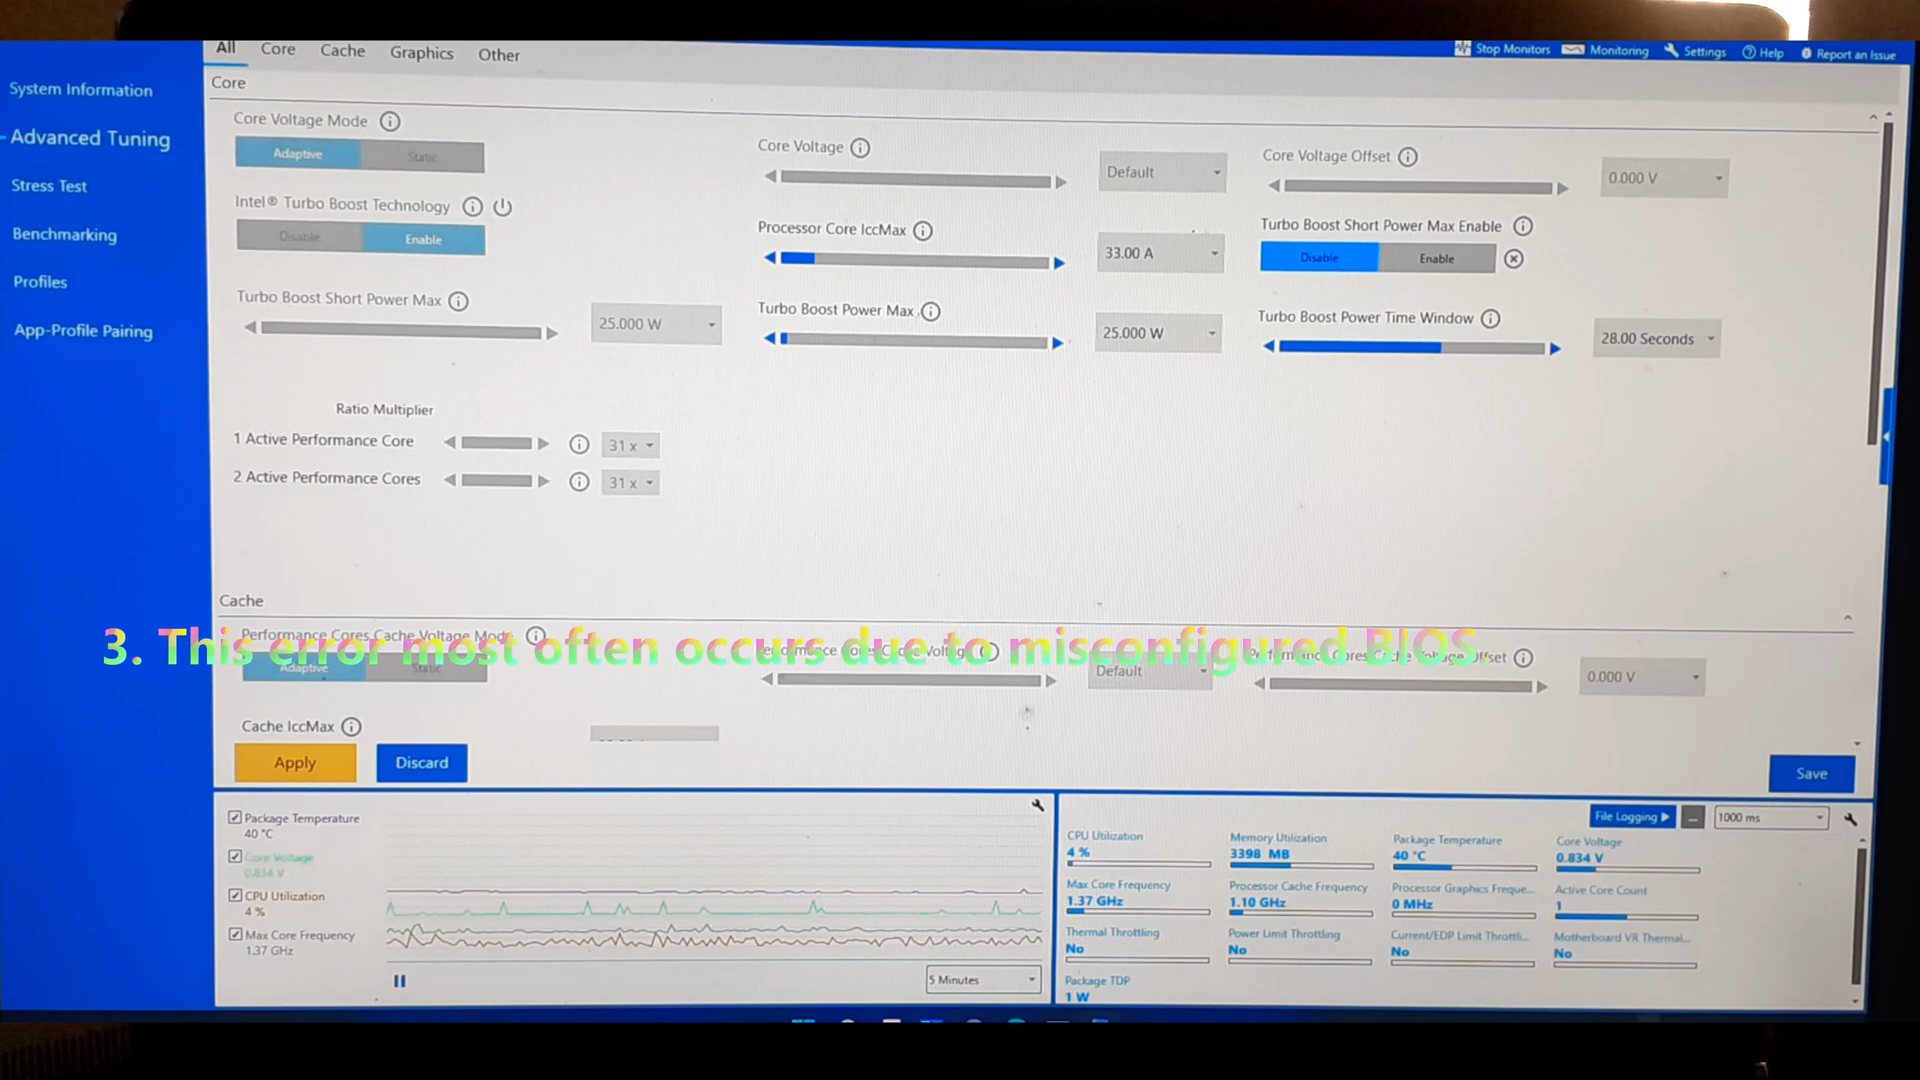 All Core Cache Graphics Other
Stop Monitors Monitoring Settings Help Report an Issue
System Information
Advanced Tuning
Stress Test
Benchmarking
Profiles
App-Profile Pairing
Core
Core Voltage Mode
Adaptive Static
Core Voltage Default
Core Voltage Offset 0.000 V
Intel® Turbo Boost Technology
Disable Enable
Processor Core IccMax 33.00 A
Turbo Boost Short Power Max Enable
Disable Enable
Turbo Boost Short Power Max 25.000 W
Turbo Boost Power Max 25.000 W
Turbo Boost Power Time Window 28.00 Seconds
Ratio Multiplier
1 Active Performance Core 31 x
2 Active Performance Cores 31 x
Cache
Performance Cores Cache Voltage Mode
Adaptive Static
Performance Cores Cache Voltage Default
Performance Cores Cache Voltage Offset 0.000 V
3. This error most often occurs due to misconfigured BIOS.
Cache IccMax
Apply Discard Save
Package Temperature
40 °C
Core Voltage
0.834 V
CPU Utilization
4 %
Max Core Frequency
1.37 GHz
5 Minutes
File Logging ... 1000 ms
CPU Utilization
4 %
Memory Utilization
3398 MB
Package Temperature
40 °C
Core Voltage
0.834 V
Max Core Frequency
1.37 GHz
Processor Cache Frequency
1.10 GHz
Processor Graphics Freque...
0 MHz
Active Core Count
1
Thermal Throttling
No
Power Limit Throttling
No
Current/EDP Limit Throttli...
No
Motherboard VR Thermal...
No
Package TDP
1 W